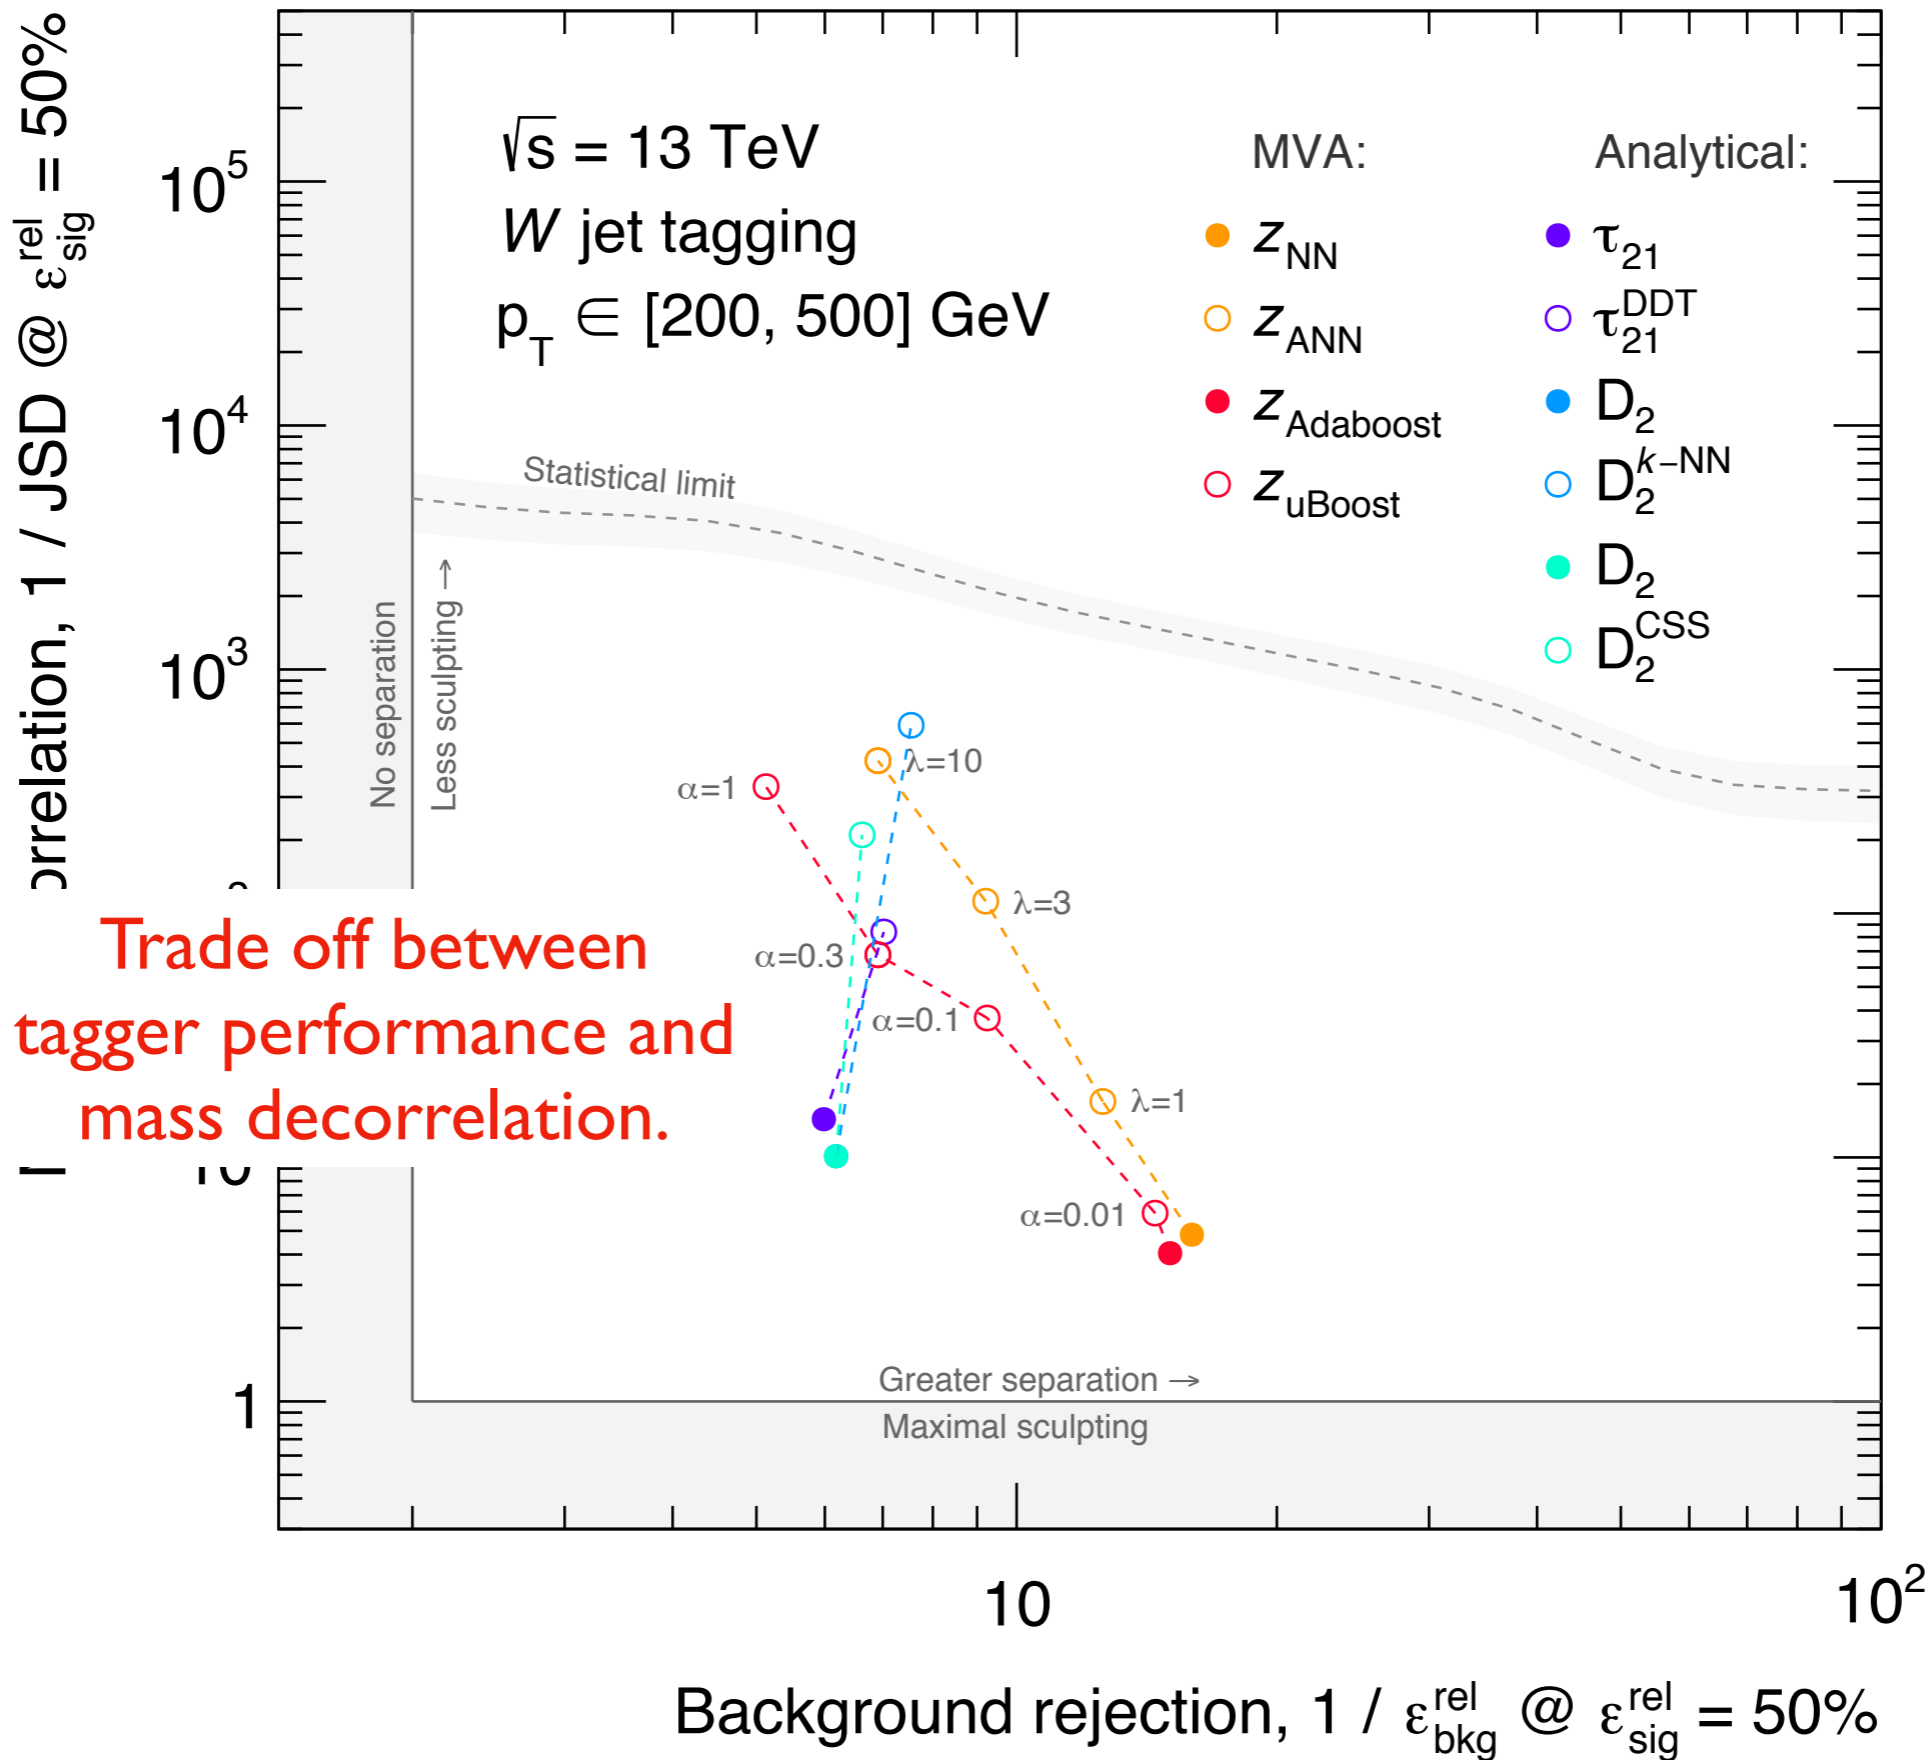 orrelation, 1 / JSD @ ε_sig^rel = 50%
10^5
10^4
10^3
10
1
√s = 13 TeV
W jet tagging
p_T ∈ [200, 500] GeV
MVA:
z_NN
z_ANN
z_Adaboost
z_uBoost
Analytical:
τ_21
τ_21^DDT
D_2
D_2^k-NN
D_2
D_2^CSS
Statistical limit
No separation
Less sculpting →
λ=10
α=1
λ=3
α=0.3
α=0.1
λ=1
α=0.01
Trade off between
tagger performance and
mass decorrelation.
Greater separation →
Maximal sculpting
10
10^2
Background rejection, 1 / ε_bkg^rel @ ε_sig^rel = 50%